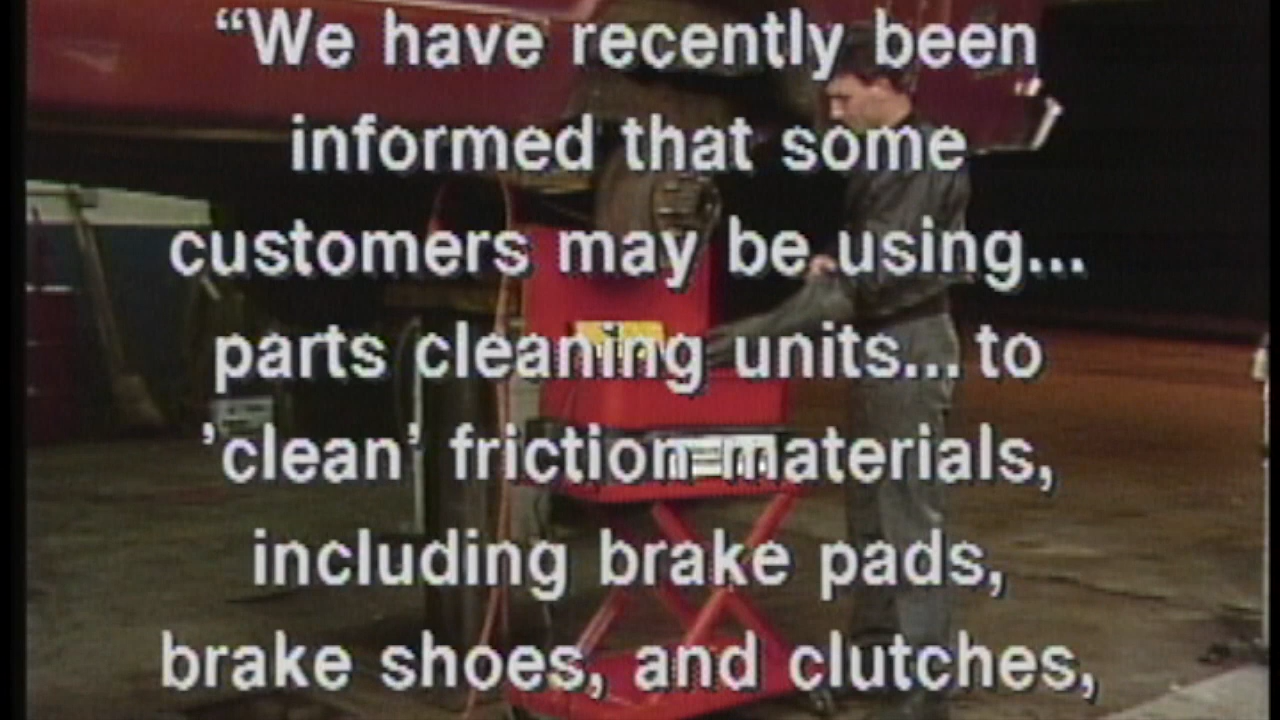 “We have recently been
informed that some
customers may be using...
parts cleaning units... to
’clean’ friction materials,
including brake pads,
brake shoes, and clutches,